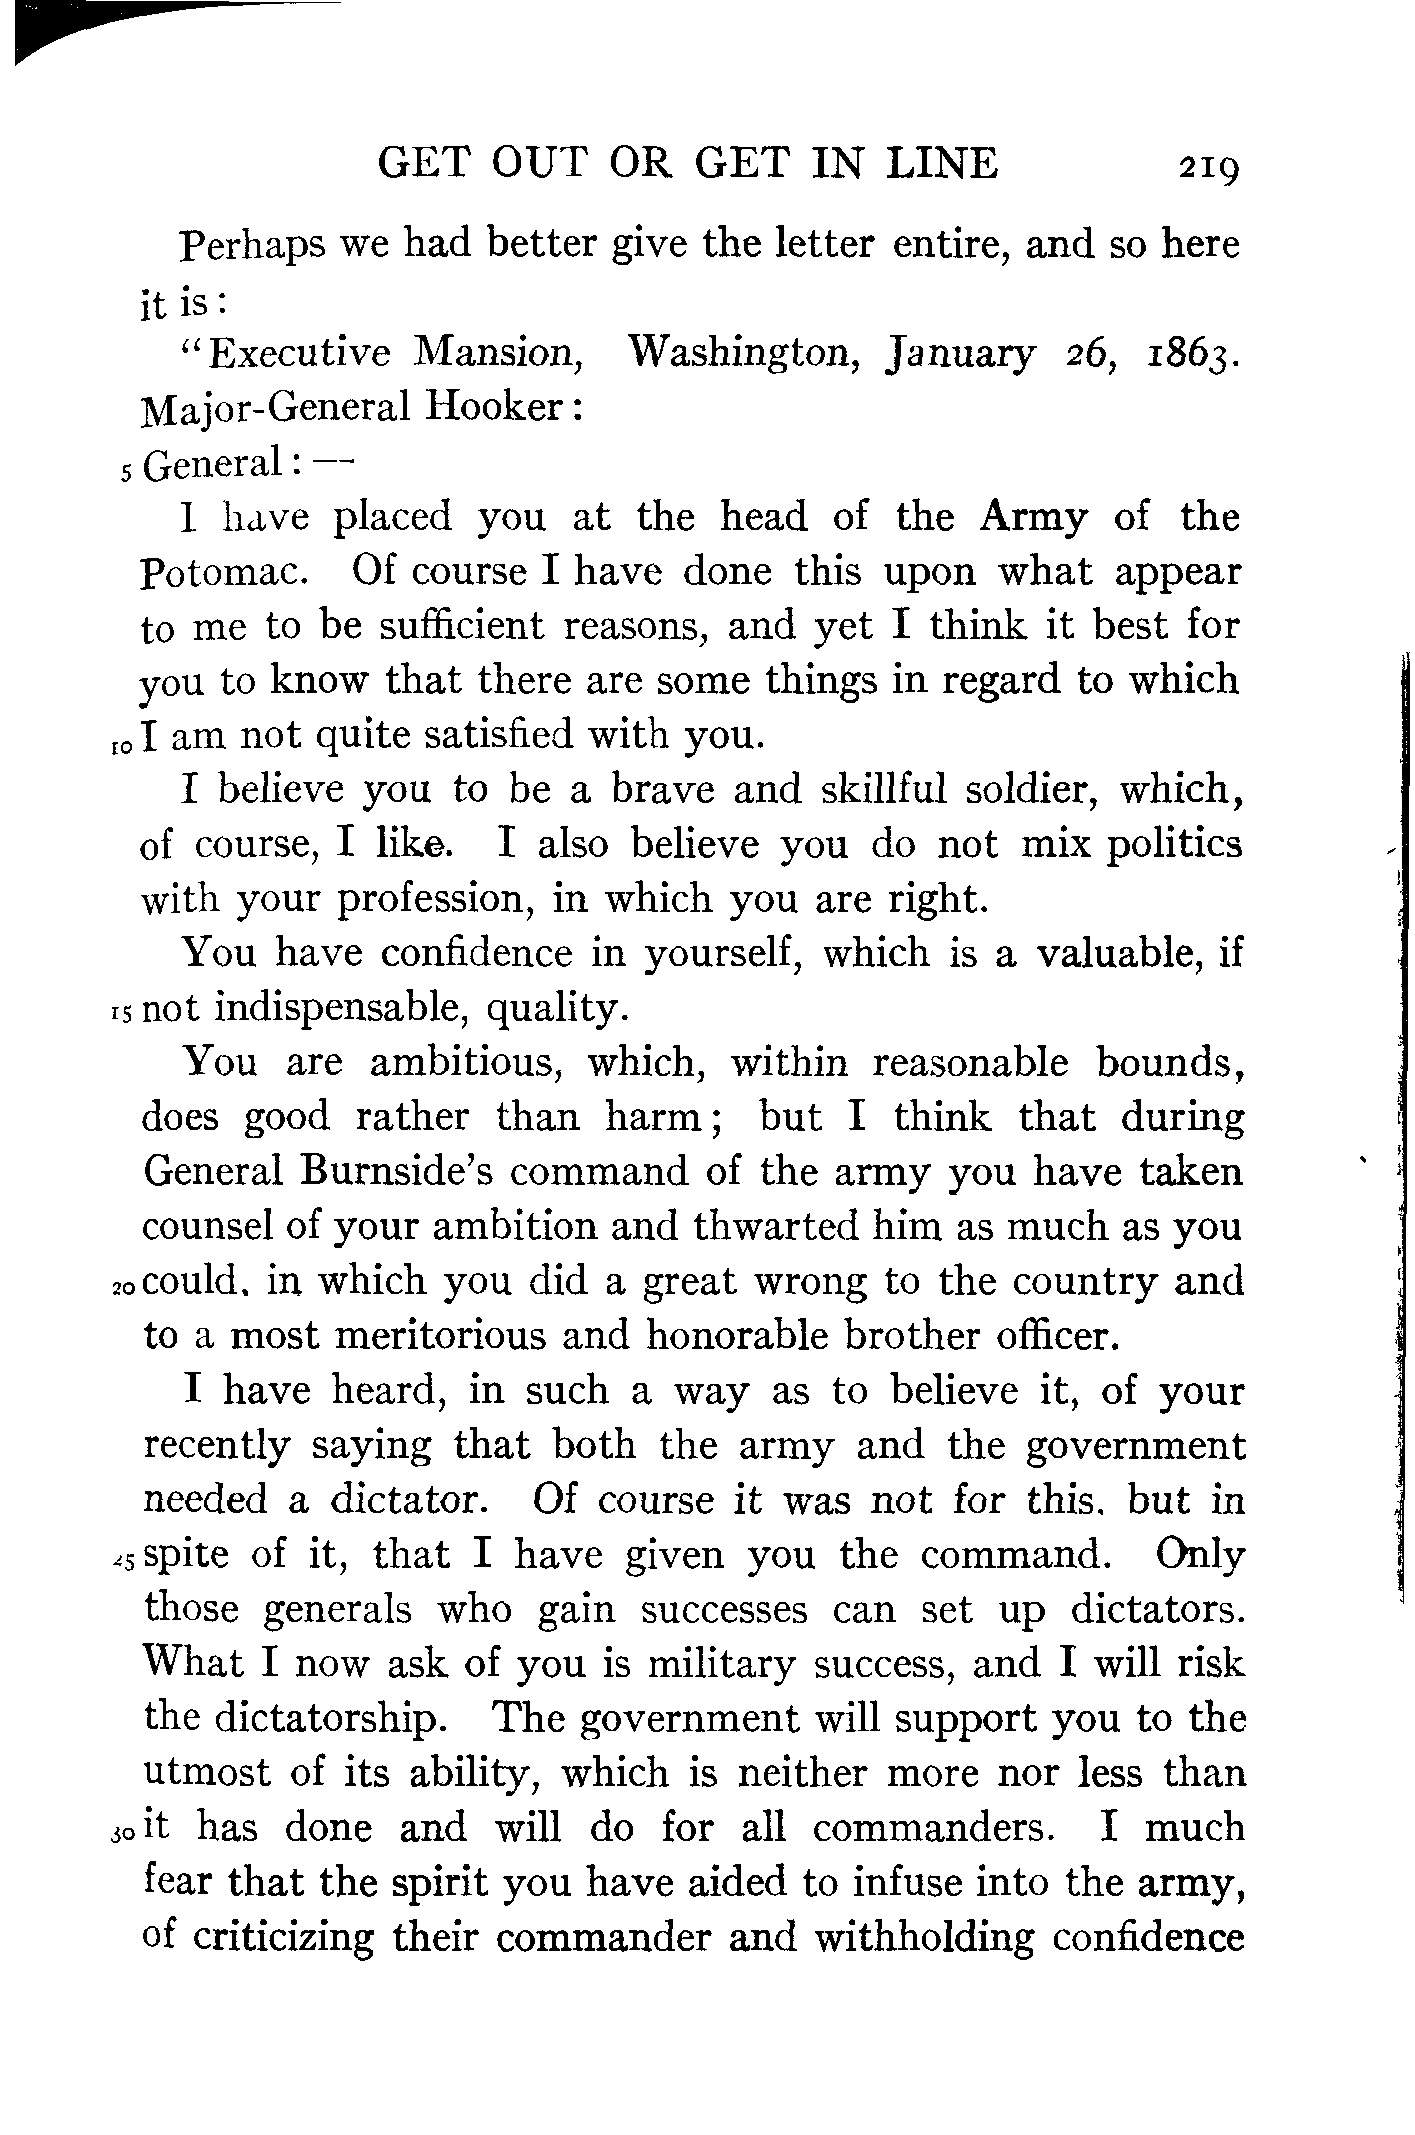 GET OUT OR GET IN LINE 219
Perhaps we had better give the letter entire, and so here
it is:
"Executive Mansion, Washington, January 26, 1863.
Major-General Hooker:
5 General: —
I have placed you at the head of the Army of the
Potomac. Of course I have done this upon what appear
to me to be sufficient reasons, and yet I think it best for
you to know that there are some things in regard to which
10 I am not quite satisfied with you.
I believe you to be a brave and skillful soldier, which,
of course, I like. I also believe you do not mix politics
with your profession, in which you are right.
You have confidence in yourself, which is a valuable, if
15 not indispensable, quality.
You are ambitious, which, within reasonable bounds,
does good rather than harm; but I think that during
General Burnside's command of the army you have taken
counsel of your ambition and thwarted him as much as you
20 could, in which you did a great wrong to the country and
to a most meritorious and honorable brother officer.
I have heard, in such a way as to believe it, of your
recently saying that both the army and the government
needed a dictator. Of course it was not for this, but in
25 spite of it, that I have given you the command. Only
those generals who gain successes can set up dictators.
What I now ask of you is military success, and I will risk
the dictatorship. The government will support you to the
utmost of its ability, which is neither more nor less than
30 it has done and will do for all commanders. I much
fear that the spirit you have aided to infuse into the army,
of criticizing their commander and withholding confidence